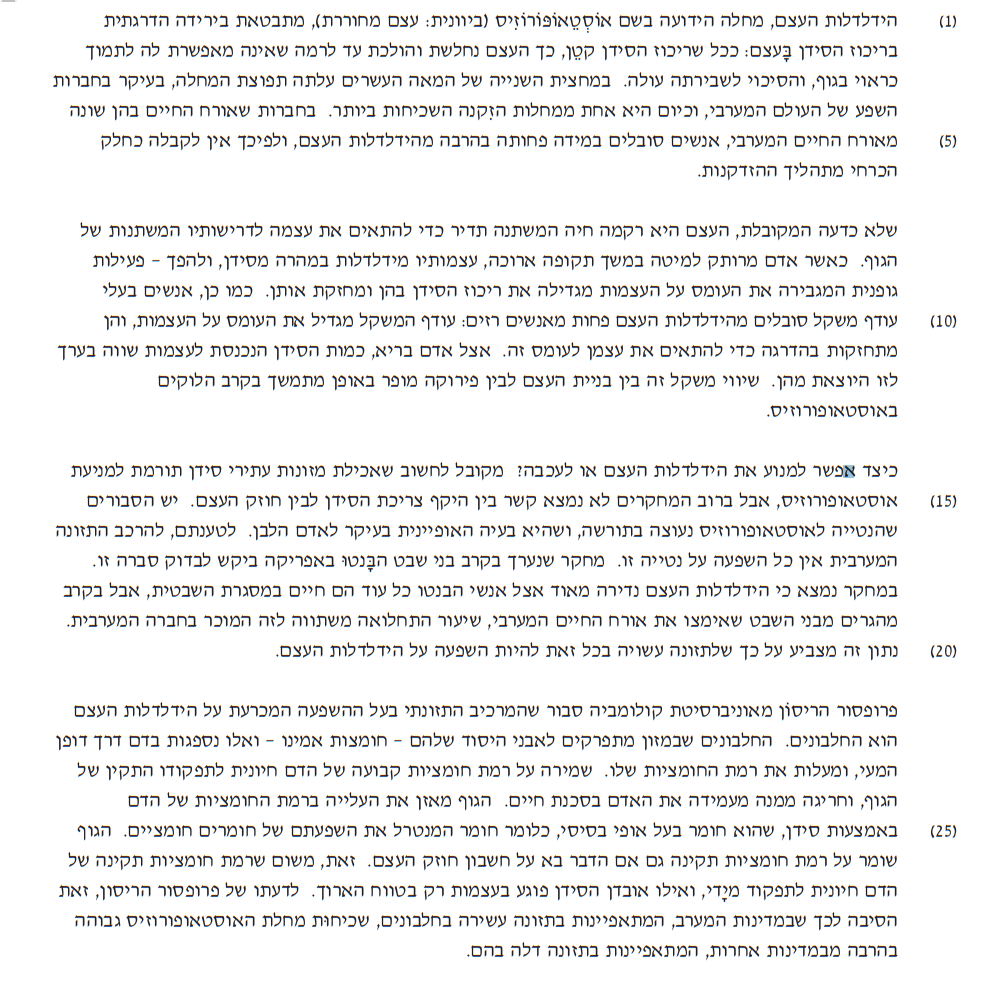 (1) הידלדלות העצם, מחלה הידועה בשם אוֹסְטֵאוֹפּוֹרוֹזִיס (ביוונית: עצם מחוררת), מתבטאת בירידה הדרגתית
בריכוז הסידן בָּעצם: ככל שריכוז הסידן קטֵן, כך העצם נחלשת והולכת עד לרמה שאינה מאפשרת לה לתמוך
כראוי בגוף, והסיכוי לשבירתה עולה. במחצית השנייה של המאה העשרים עלתה תפוצת המחלה, בעיקר בחברות
השפע של העולם המערבי, וכיום היא אחת ממחלות הזִקנה השכיחות ביותר. בחברות שאורח החיים בהן שונה
(5) מאורח החיים המערבי, אנשים סובלים במידה פחותה בהרבה מהידלדלות העצם, ולפיכך אין לקבלה כחלק
הכרחי מתהליך ההזדקנות.
שלא כדעה המקובלת, העצם היא רקמה חיה המשתנה תדיר כדי להתאים את עצמה לדרישותיו המשתנות של
הגוף. כאשר אדם מרותק למיטה במשך תקופה ארוכה, עצמותיו מידלדלות במהרה מסידן, ולהפך – פעילות
גופנית המגבירה את העומס על העצמות מגדילה את ריכוז הסידן בהן ומחזקת אותן. כמו כן, אנשים בעלי
(10) עודף משקל סובלים מהידלדלות העצם פחות מאנשים רזים: עודף המשקל מגדיל את העומס על העצמות, והן
מתחזקות בהדרגה כדי להתאים את עצמן לעומס זה. אצל אדם בריא, כמות הסידן הנכנסת לעצמות שווה בערך
לזו היוצאת מהן. שיווי משקל זה בין בניית העצם לבין פירוקה מופר באופן מתמשך בקרב הלוקים
באוסטאופורוזיס.
כיצד אפשר למנוע את הידלדלות העצם או לעכבה? מקובל לחשוב שאכילת מזונות עתירי סידן תורמת למניעת
(15) אוסטאופורוזיס, אבל ברוב המחקרים לא נמצא קשר בין היקף צריכת הסידן לבין חוזק העצם. יש הסבורים
שהנטייה לאוסטאופורוזיס נעוצה בתורשה, ושהיא בעיה האופיינית בעיקר לאדם הלבן. לטענתם, להרכב התזונה
המערבית אין כל השפעה על נטייה זו. מחקר שנערך בקרב בני שבט הבָּנטוּ באפריקה ביקש לבדוק סברה זו.
במחקר נמצא כי הידלדלות העצם נדירה מאוד אצל אנשי הבנטו כל עוד הם חיים במסגרת השבטית, אבל בקרב
מהגרים מבני השבט שאימצו את אורח החיים המערבי, שיעור התחלואה משתווה לזה המוכר בחברה המערבית.
(20) נתון זה מצביע על כך שלתזונה עשויה בכל זאת להיות השפעה על הידלדלות העצם.
פרופסור הריסוֹן מאוניברסיטת קולומביה סבור שהמרכיב התזונתי בעל ההשפעה המכרעת על הידלדלות העצם
הוא החלבונים. החלבונים שבמזון מתפרקים לאבני היסוד שלהם – חומצות אמינו – ואלו נספגות בדם דרך דופן
המעי, ומעלות את רמת החומציות שלו. שמירה על רמת חומציות קבועה של הדם חיונית לתפקודו התקין של
הגוף, וחריגה ממנה מעמידה את האדם בסכנת חיים. הגוף מאזן את העלייה ברמת החומציות של הדם
(25) באמצעות סידן, שהוא חומר בעל אופי בסיסי, כלומר חומר המנטרל את השפעתם של חומרים חומציים. הגוף
שומר על רמת חומציות תקינה גם אם הדבר בא על חשבון חוזק העצם. זאת, משום שרמת חומציות תקינה של
הדם חיונית לתפקוד מיָדי, ואילו אובדן הסידן פוגע בעצמות רק בטווח הארוך. לדעתו של פרופסור הריסון, זאת
הסיבה לכך שבמדינות המערב, המתאפיינות בתזונה עשירה בחלבונים, שכיחוּת מחלת האוסטאופורוזיס גבוהה
בהרבה מבמדינות אחרות, המתאפיינות בתזונה דלה בהם.